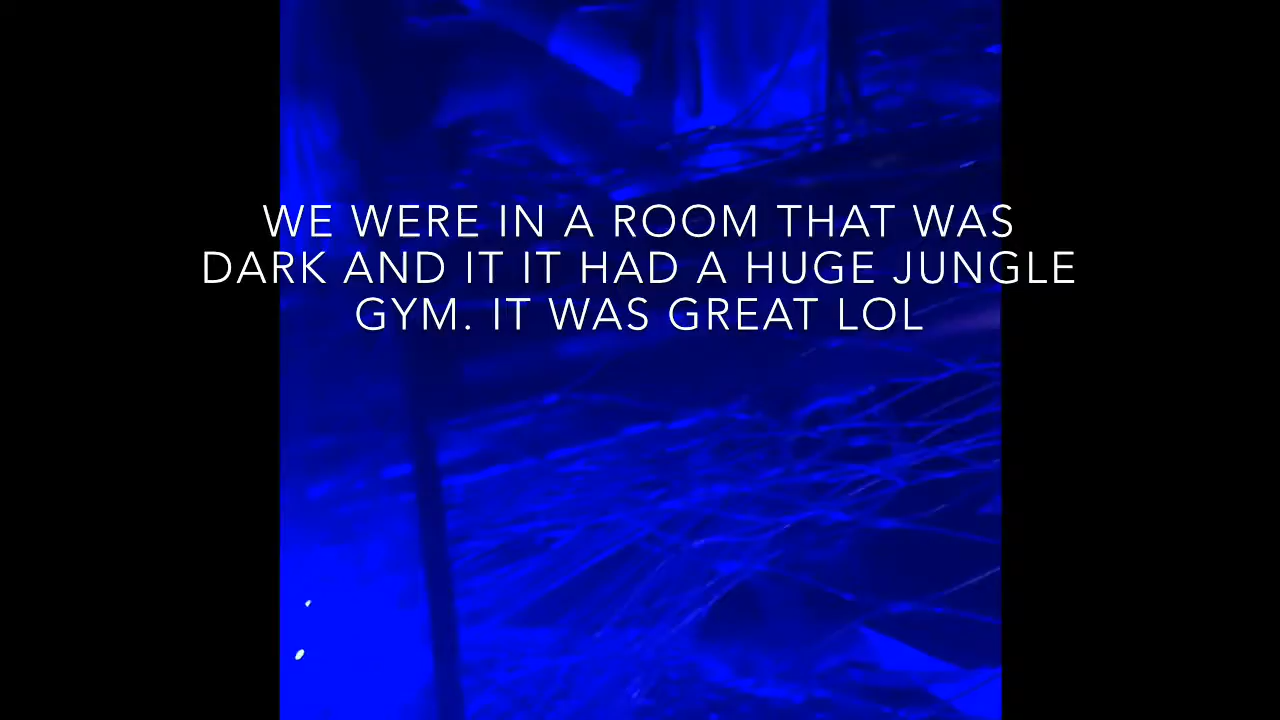 WE WERE IN A ROOM THAT WAS
DARK AND IT IT HAD A HUGE JUNGLE
GYM. IT WAS GREAT LOL